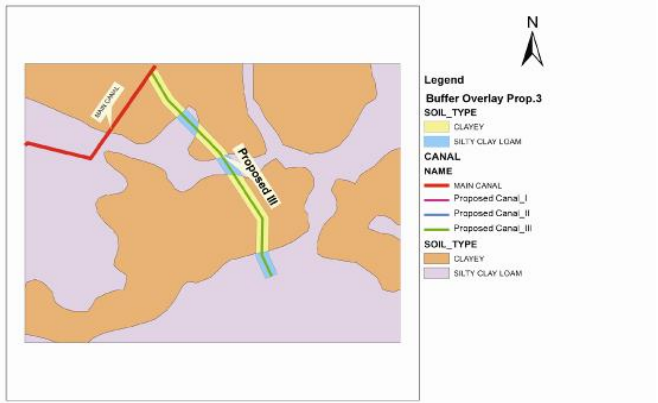 N
MAIN CANAL
Proposed III
Legend
Buffer Overlay Prop.3
SOIL_TYPE
CLAYEY
SILTY CLAY LOAM
CANAL
NAME
MAIN CANAL
Proposed Canal_I
Proposed Canal_II
Proposed Canal_III
SOIL_TYPE
CLAYEY
SILTY CLAY LOAM